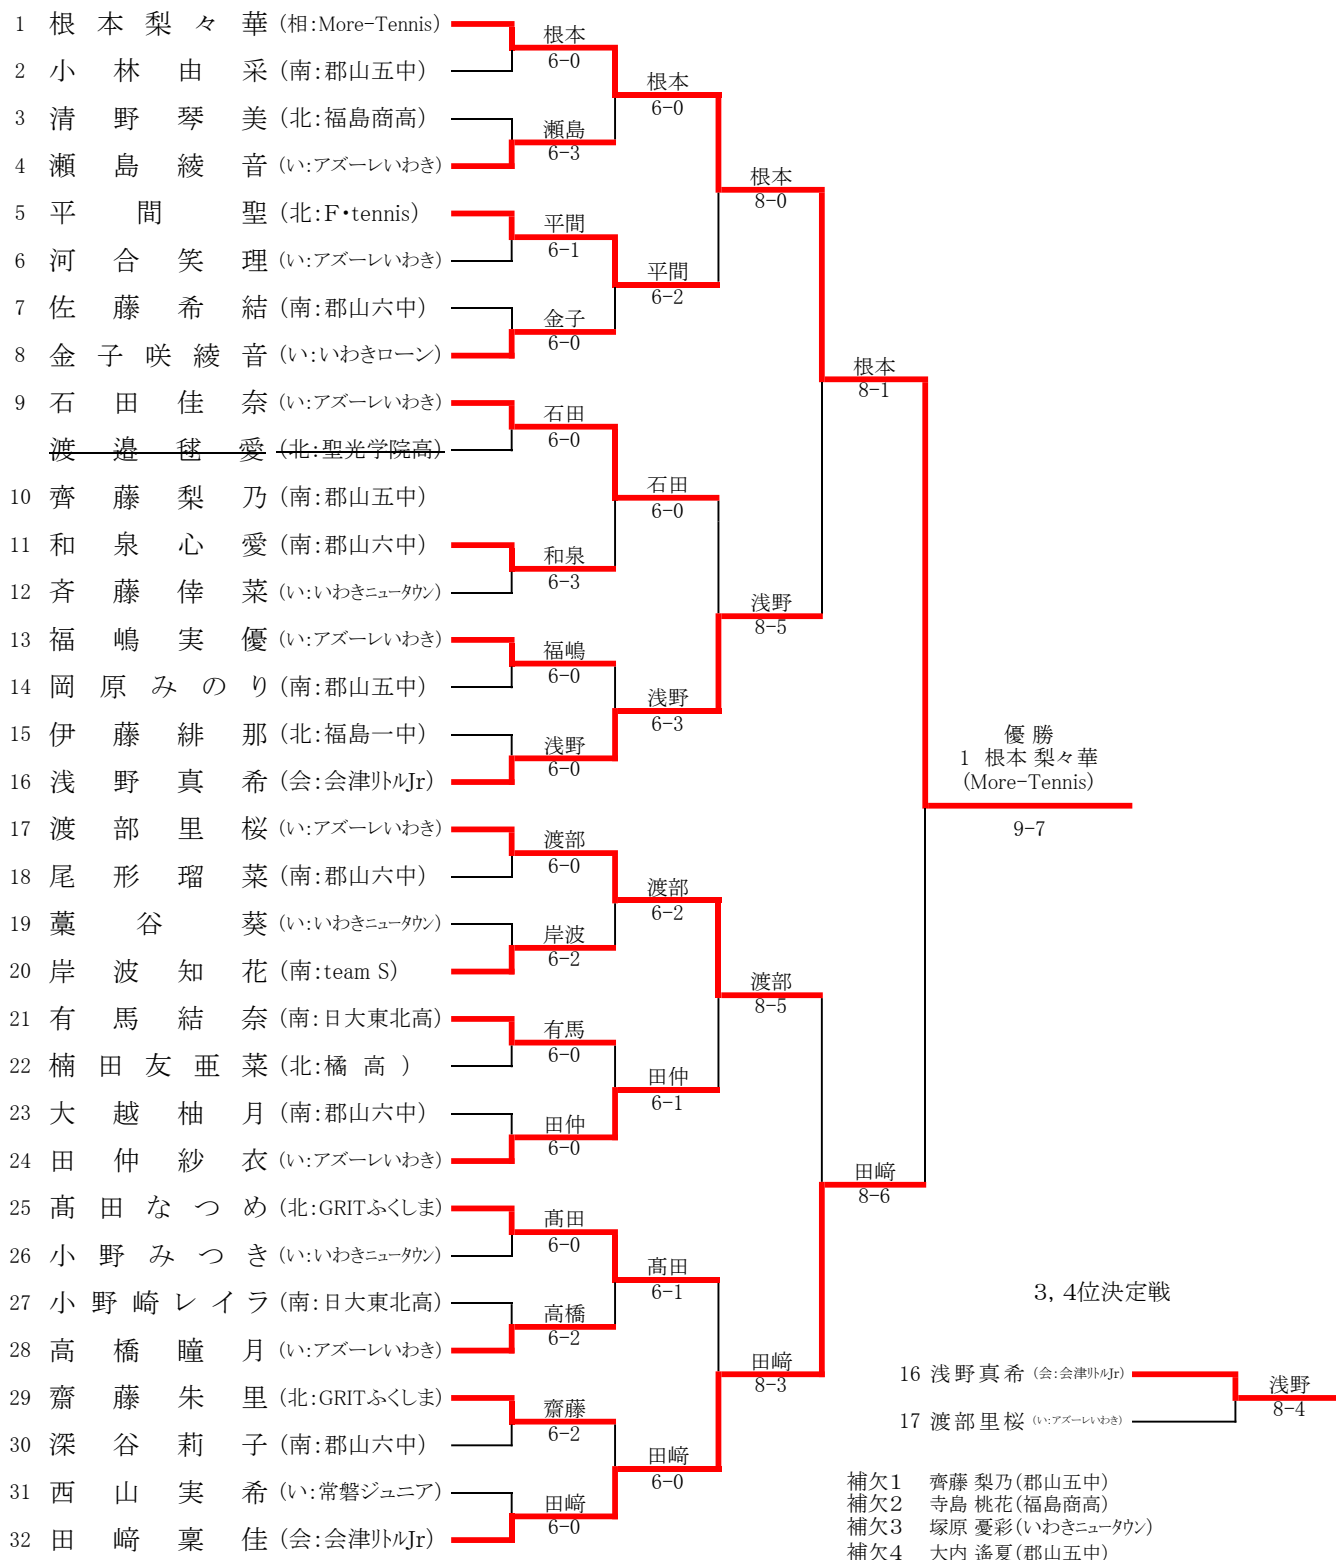 1 根本梨々華 (相:More-Tennis)
2 小林由采 (南:郡山五中)
3 清野琴美 (北:福島商高)
4 瀬島綾音 (い:アズーレいわき)
5 平間聖 (北:F・tennis)
6 河合笑理 (い:アズーレいわき)
7 佐藤希結 (南:郡山六中)
8 金子咲綾音 (い:いわきローン)
9 石田佳奈 (い:アズーレいわき)
渡邉毬愛 (北:聖光学院高)
10 齊藤梨乃 (南:郡山五中)
11 和泉心愛 (南:郡山六中)
12 斉藤倖菜 (い:いわきニュータウン)
13 福嶋実優 (い:アズーレいわき)
14 岡原みのり (南:郡山五中)
15 伊藤緋那 (北:福島一中)
16 浅野真希 (会:会津リトルJr)
17 渡部里桜 (い:アズーレいわき)
18 尾形瑠菜 (南:郡山六中)
19 藁谷葵 (い:いわきニュータウン)
20 岸波知花 (南:team S)
21 有馬結奈 (南:日大東北高)
22 楠田友亜菜 (北:橘 高 )
23 大越柚月 (南:郡山六中)
24 田仲紗衣 (い:アズーレいわき)
25 髙田なつめ (北:GRITふくしま)
26 小野みつき (い:いわきニュータウン)
27 小野崎レイラ (南:日大東北高)
28 高橋瞳月 (い:アズーレいわき)
29 齋藤朱里 (北:GRITふくしま)
30 深谷莉子 (南:郡山六中)
31 西山実希 (い:常磐ジュニア)
32 田﨑稟佳 (会:会津リトルJr)
根本
6-0
瀬島
6-3
平間
6-1
金子
6-0
石田
6-0
和泉
6-3
福嶋
6-0
浅野
6-0
渡部
6-0
岸波
6-2
有馬
6-0
田仲
6-0
髙田
6-0
高橋
6-2
齋藤
6-2
田﨑
6-0
根本
6-0
平間
6-2
石田
6-0
浅野
6-3
渡部
6-2
田仲
6-1
髙田
6-1
田﨑
6-0
根本
8-0
浅野
8-5
渡部
8-5
田﨑
8-3
根本
8-1
田﨑
8-6
優 勝
1 根本 梨々華
(More-Tennis)
9-7
3, 4位決定戦
16 浅野真希 (会:会津リトルJr)
17 渡部里桜 (い:アズーレいわき)
浅野
8-4
補欠1 齊藤 梨乃(郡山五中)
補欠2 寺島 桃花(福島商高)
補欠3 塚原 憂彩(いわきニュータウン)
補欠4 大内 遙夏(郡山五中)